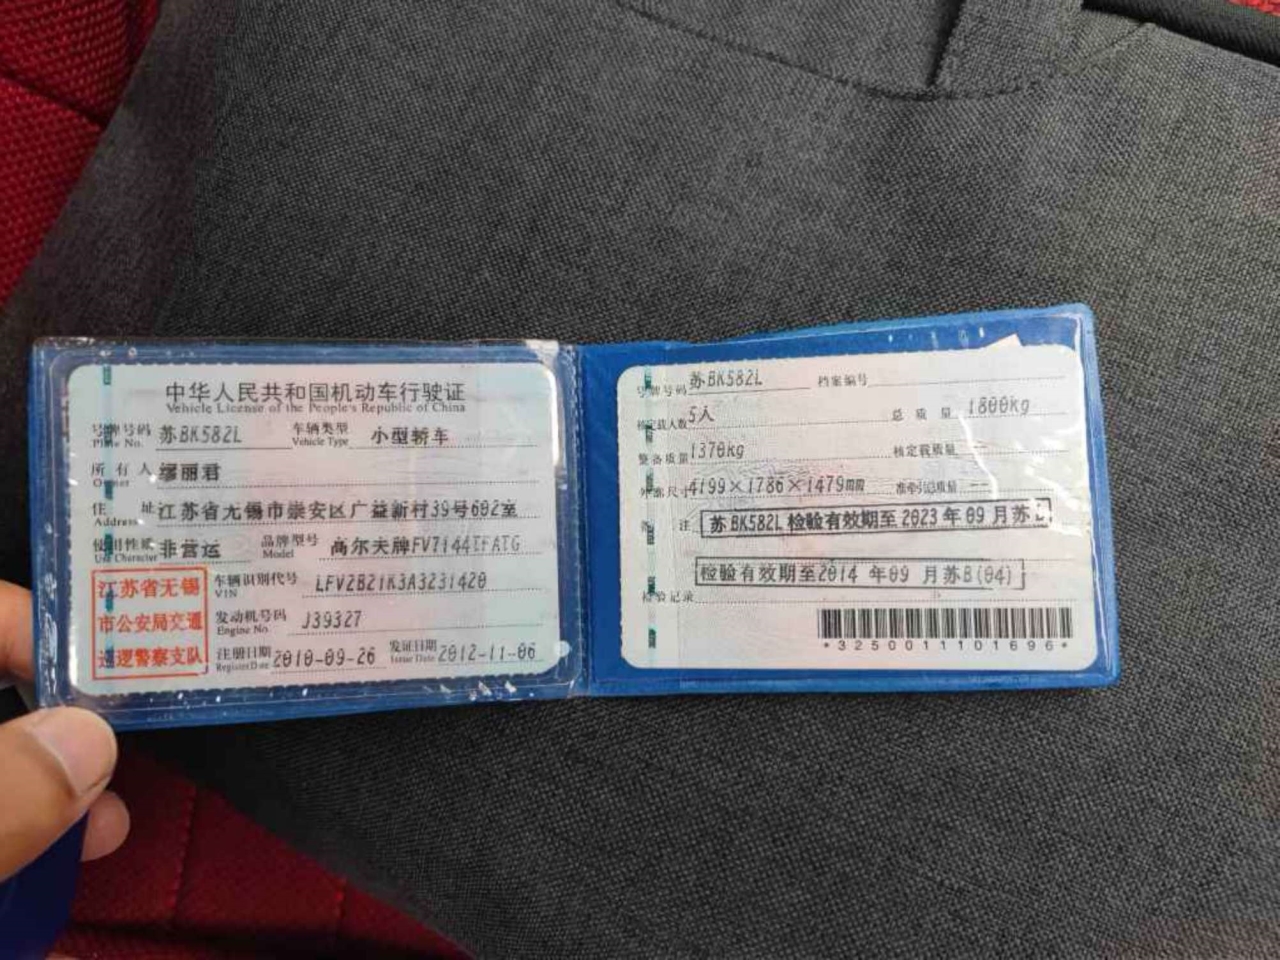 中华人民共和国机动车行驶证
Vehicle License of the People's Republic of China
号牌号码 苏BK582L 车辆类型 小型轿车
Plate No. Vehicle Type
所有人 缪丽君
Owner
住址 江苏省无锡市崇安区广益新村39号602室
Address
使用性质 非营运 品牌型号 高尔夫牌FV7144TFATG
Use Character Model
江苏省无锡
市公安局交通
巡逻警察支队
车辆识别代号 LFV2B21K3A3231420
VIN
发动机号码 J39327
Engine No.
注册日期 2010-09-26 发证日期 2012-11-06
Register Date Issue Date
号牌号码 苏BK582L 档案编号
核定载人数 5人 总质量 1800kg
整备质量 1370kg 核定载质量 --
外廓尺寸 4199×1786×1479mm 准牵引总质量 --
备注 苏BK582L 检验有效期至 2023 年 09 月 苏
检验有效期至2014 年 09 月苏B(04)
检验记录
*3250011101696*